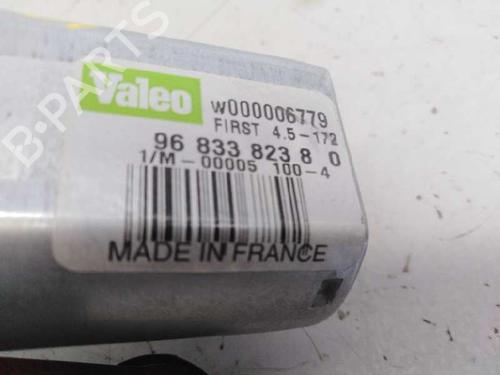 B-PARTS
Valeo
W000006779
FIRST 4.5-172
96 833 823 8 0
1/M-00005 100-4
MADE IN FRANCE